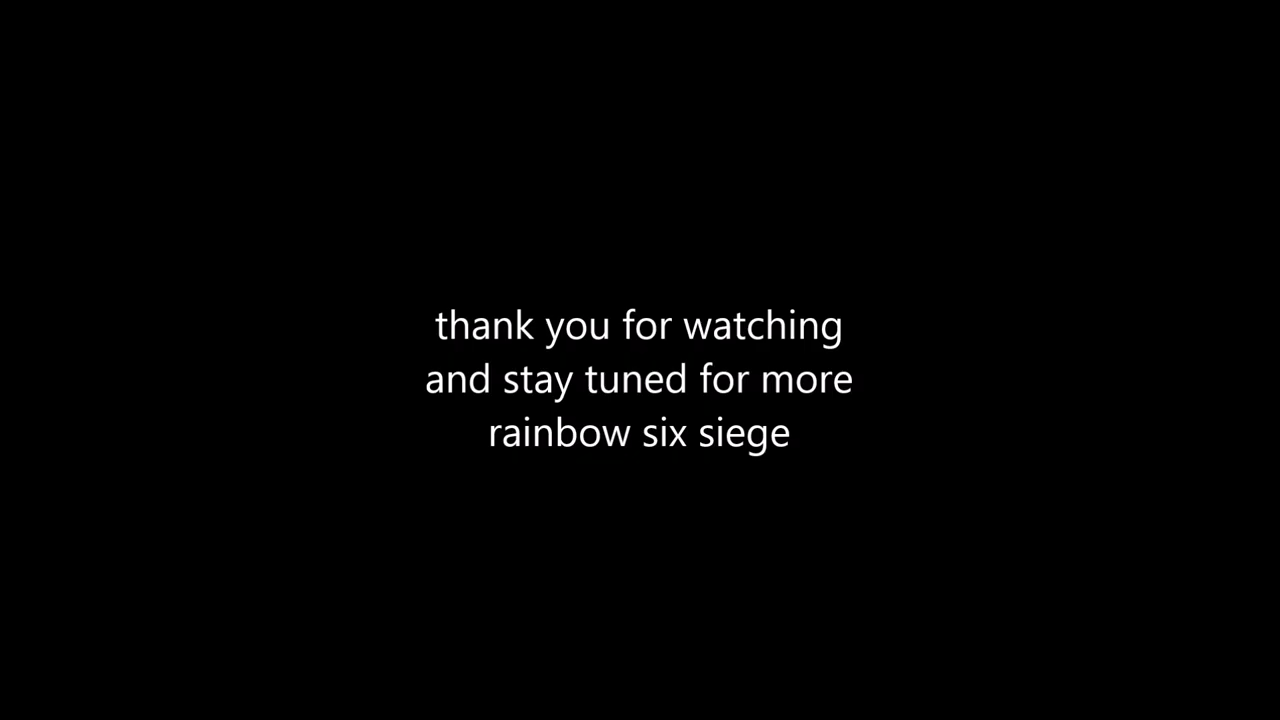 thank you for watching
and stay tuned for more
rainbow six siege